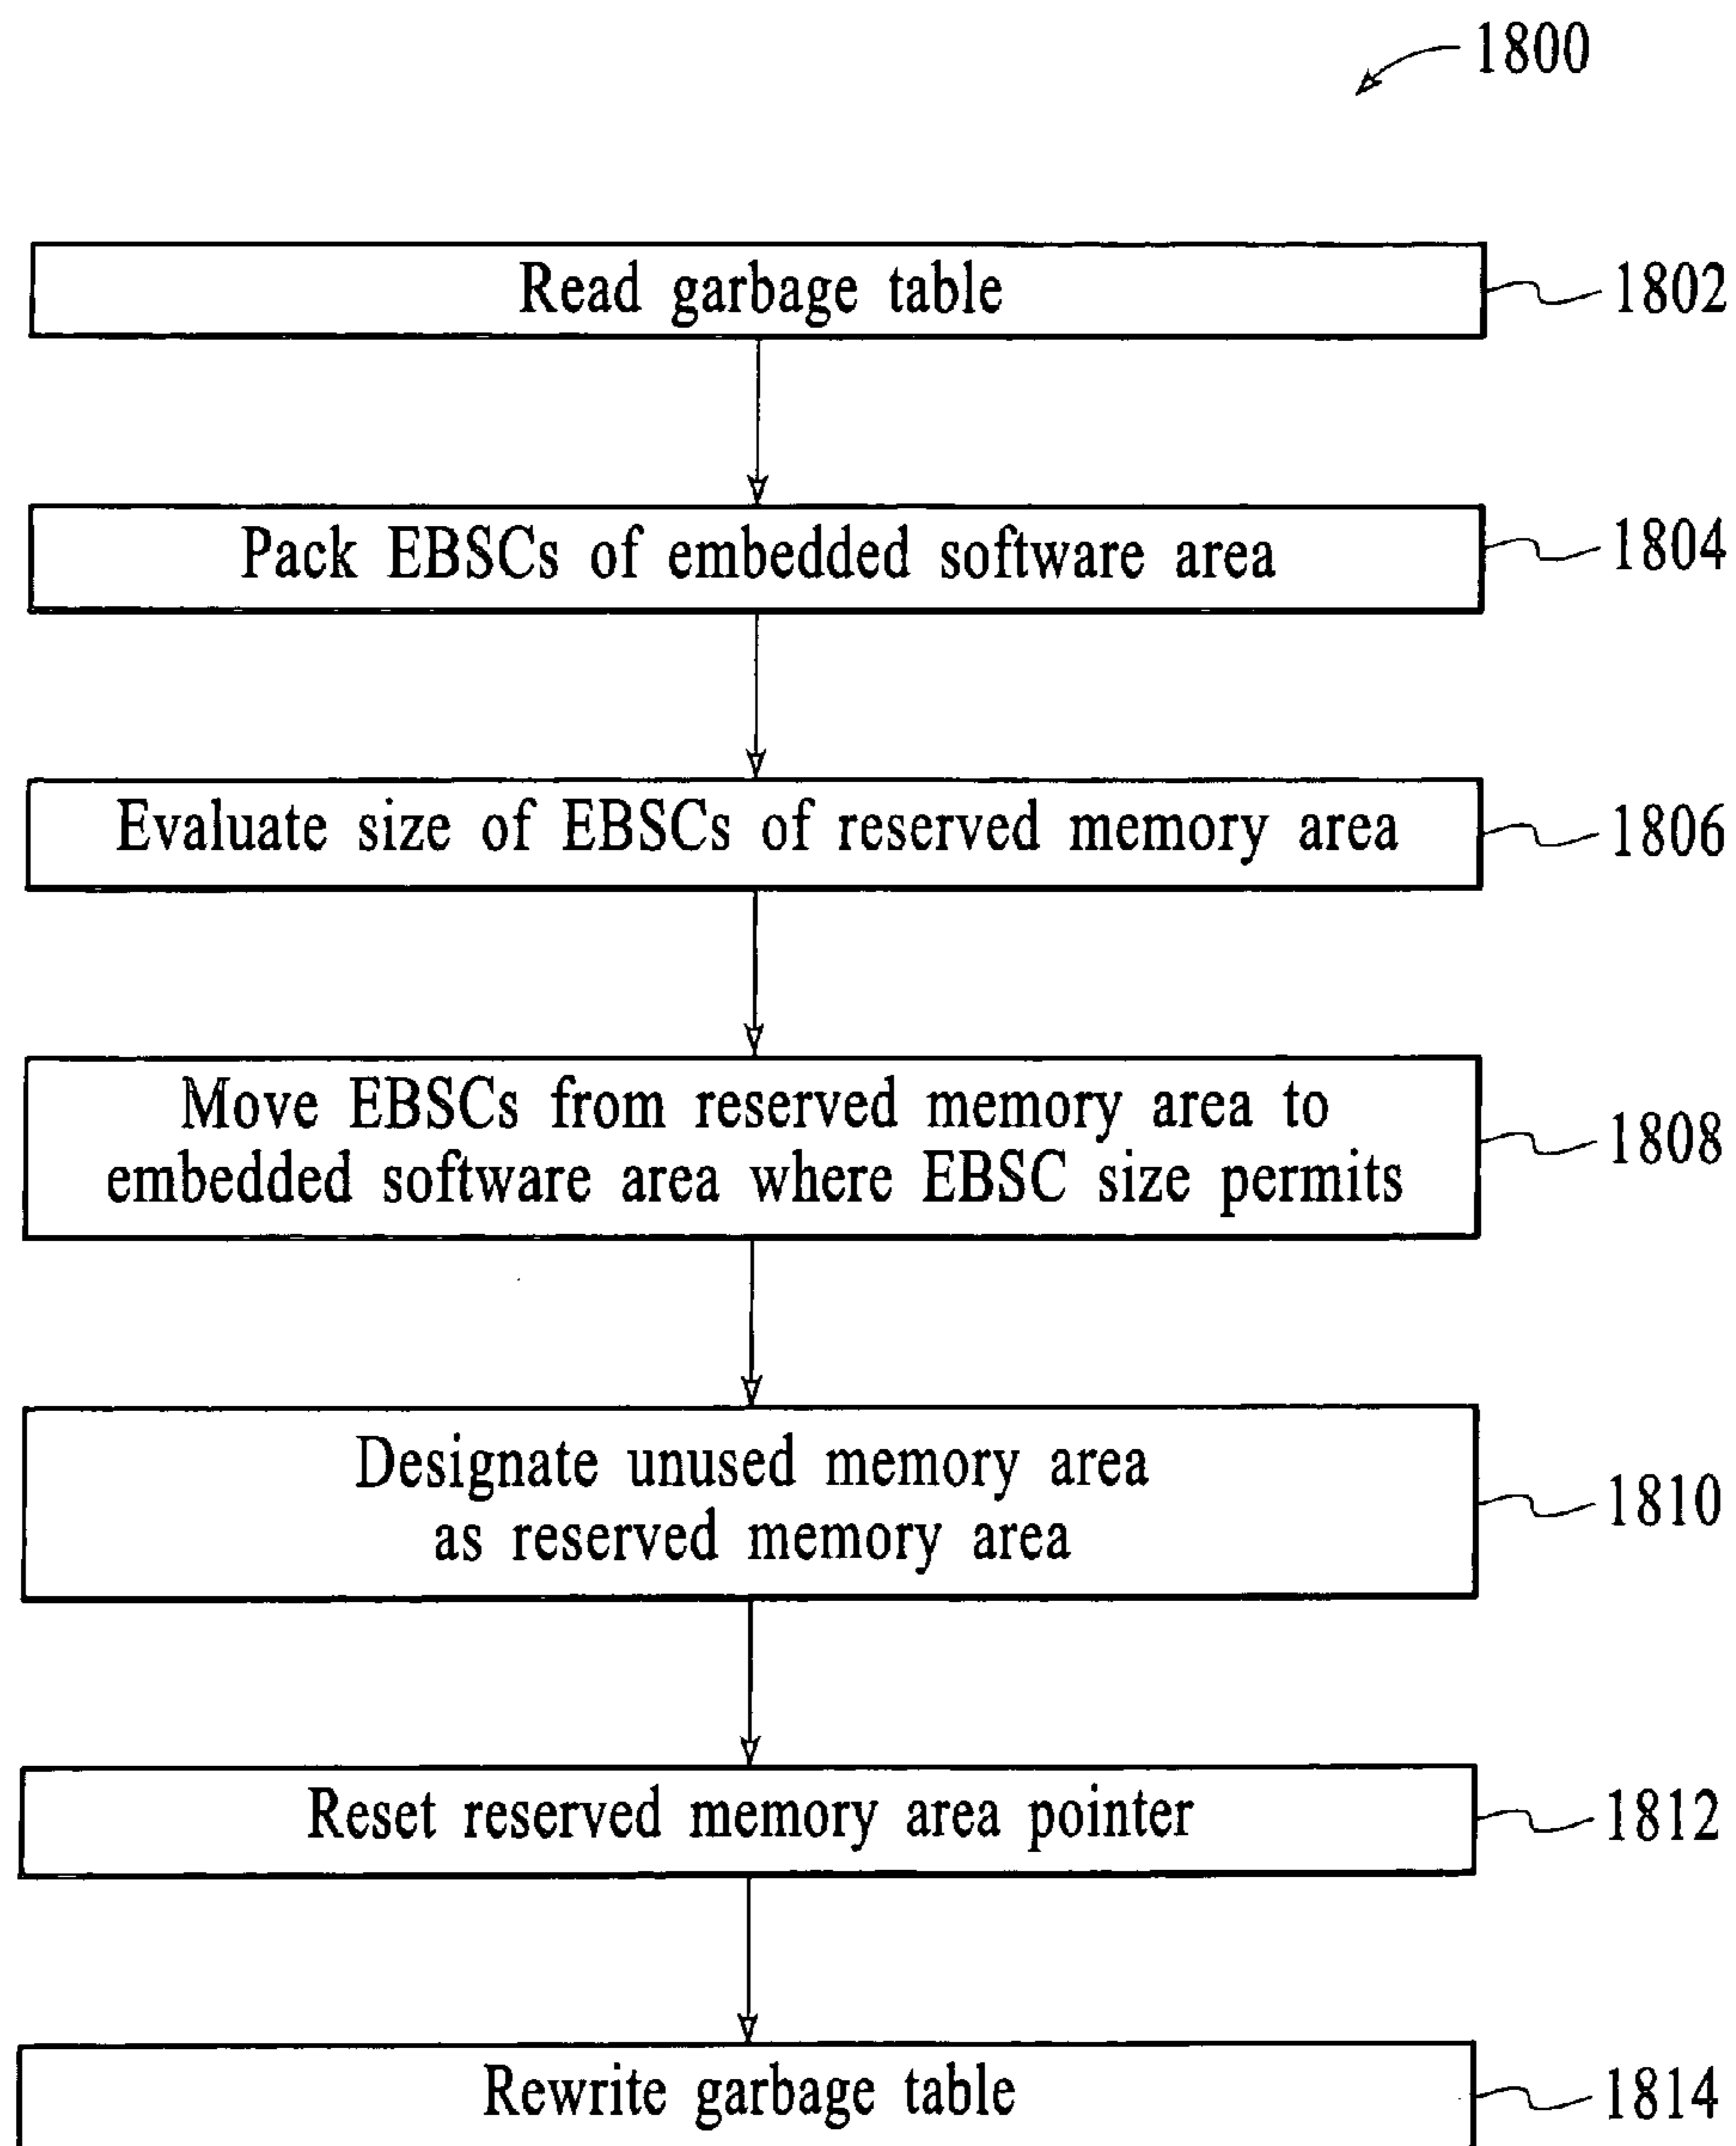 1800
Read garbage table
1802
Pack EBSCs of embedded software area
1804
Evaluate size of EBSCs of reserved memory area
1806
Move EBSCs from reserved memory area to
embedded software area where EBSC size permits
1808
Designate unused memory area
as reserved memory area
1810
Reset reserved memory area pointer
1812
Rewrite garbage table
1814